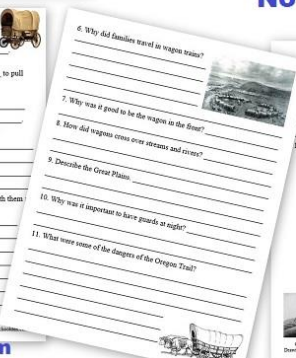 No
to pull
th them
6. Why did families travel in wagon trains?
7. Why was it good to be the wagon in the front?
8. How did wagons cross over streams and rivers?
9. Describe the Great Plains.
10. Why was it important to have guards at night?
11. What were some of the dangers of the Oregon Trail?
n